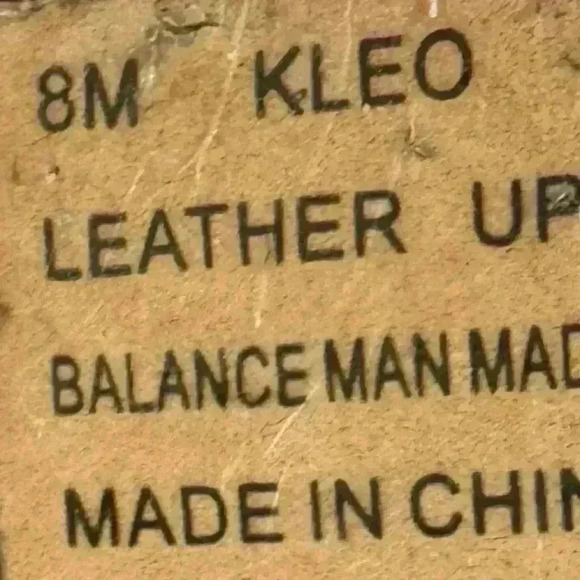 8M KLEO
LEATHER UP
BALANCE MAN MAD
MADE IN CHIN